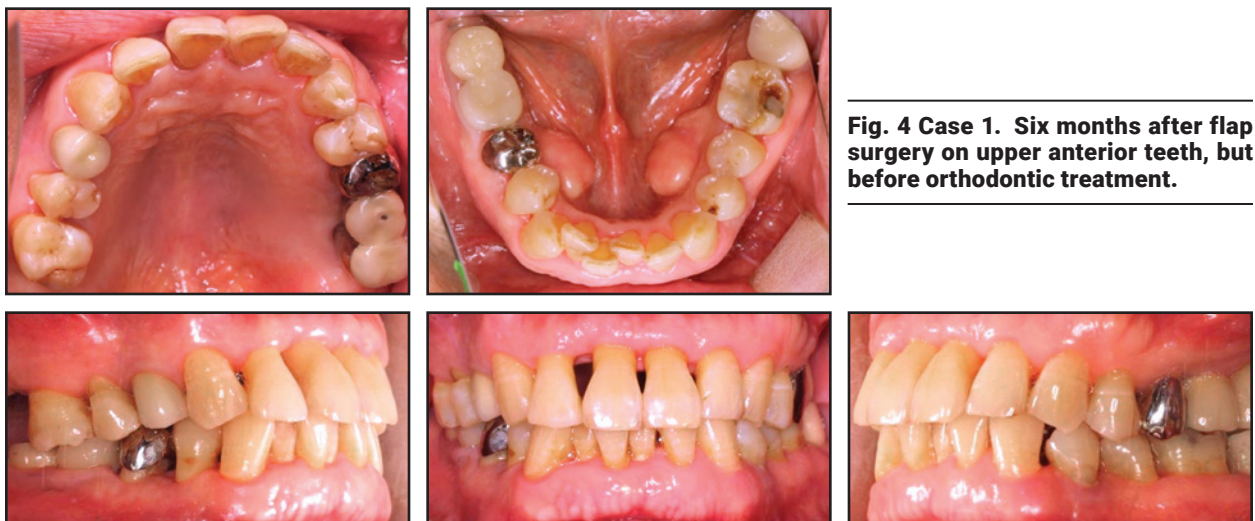 Fig. 4 Case 1. Six months after flap
surgery on upper anterior teeth, but
before orthodontic treatment.